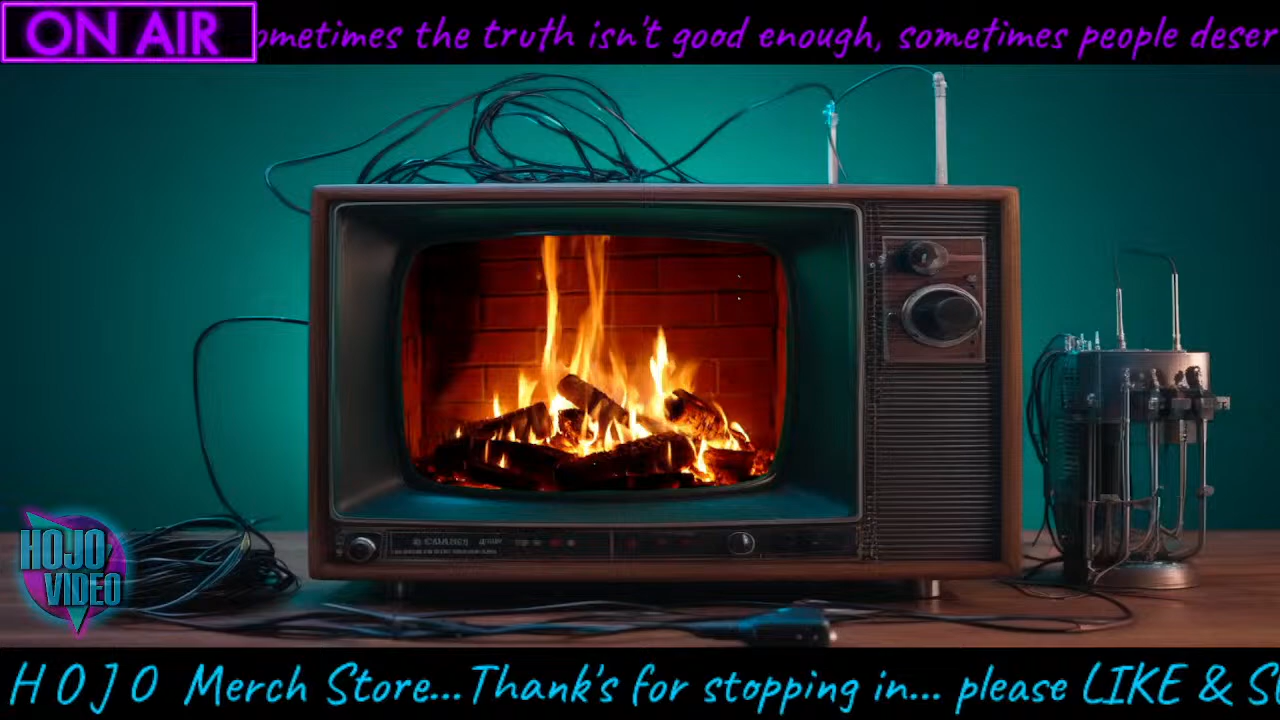 ON AIR
ometimes the truth isn't good enough, sometimes people deser
HOJO
VIDEO
HOJO Merch Store...Thank's for stopping in... please LIKE & S